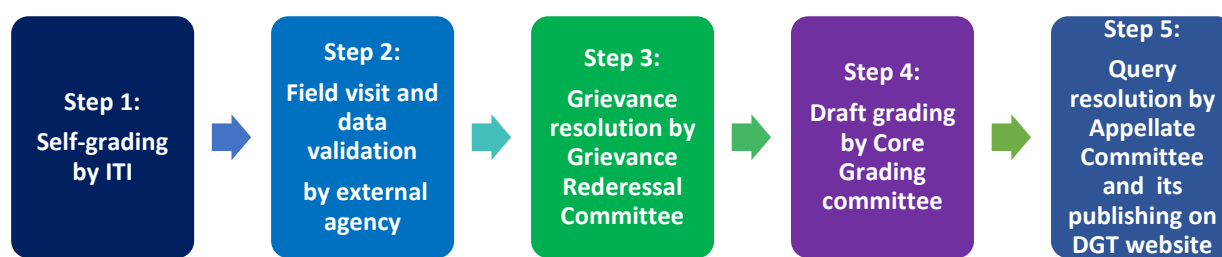 Step 1:
Self-grading
by ITI
Step 2:
Field visit and
data
validation
by external
agency
Step 3:
Grievance
resolution by
Grievance
Rederessal
Committee
Step 4:
Draft grading
by Core
Grading
committee
Step 5:
Query
resolution by
Appellate
Committee
and its
publishing on
DGT website